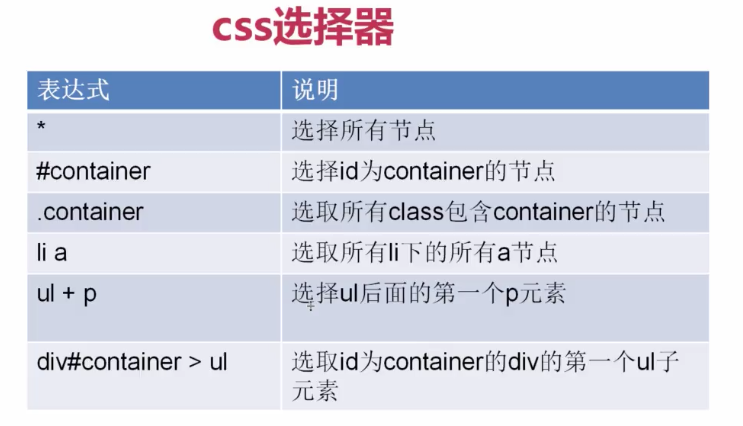 css选择器
表达式 说明
* 选择所有节点
#container 选择id为container的节点
.container 选取所有class包含container的节点
li a 选取所有li下的所有a节点
ul + p 选择ul后面的第一个p元素
div#container > ul 选取id为container的div的第一个ul子
元素